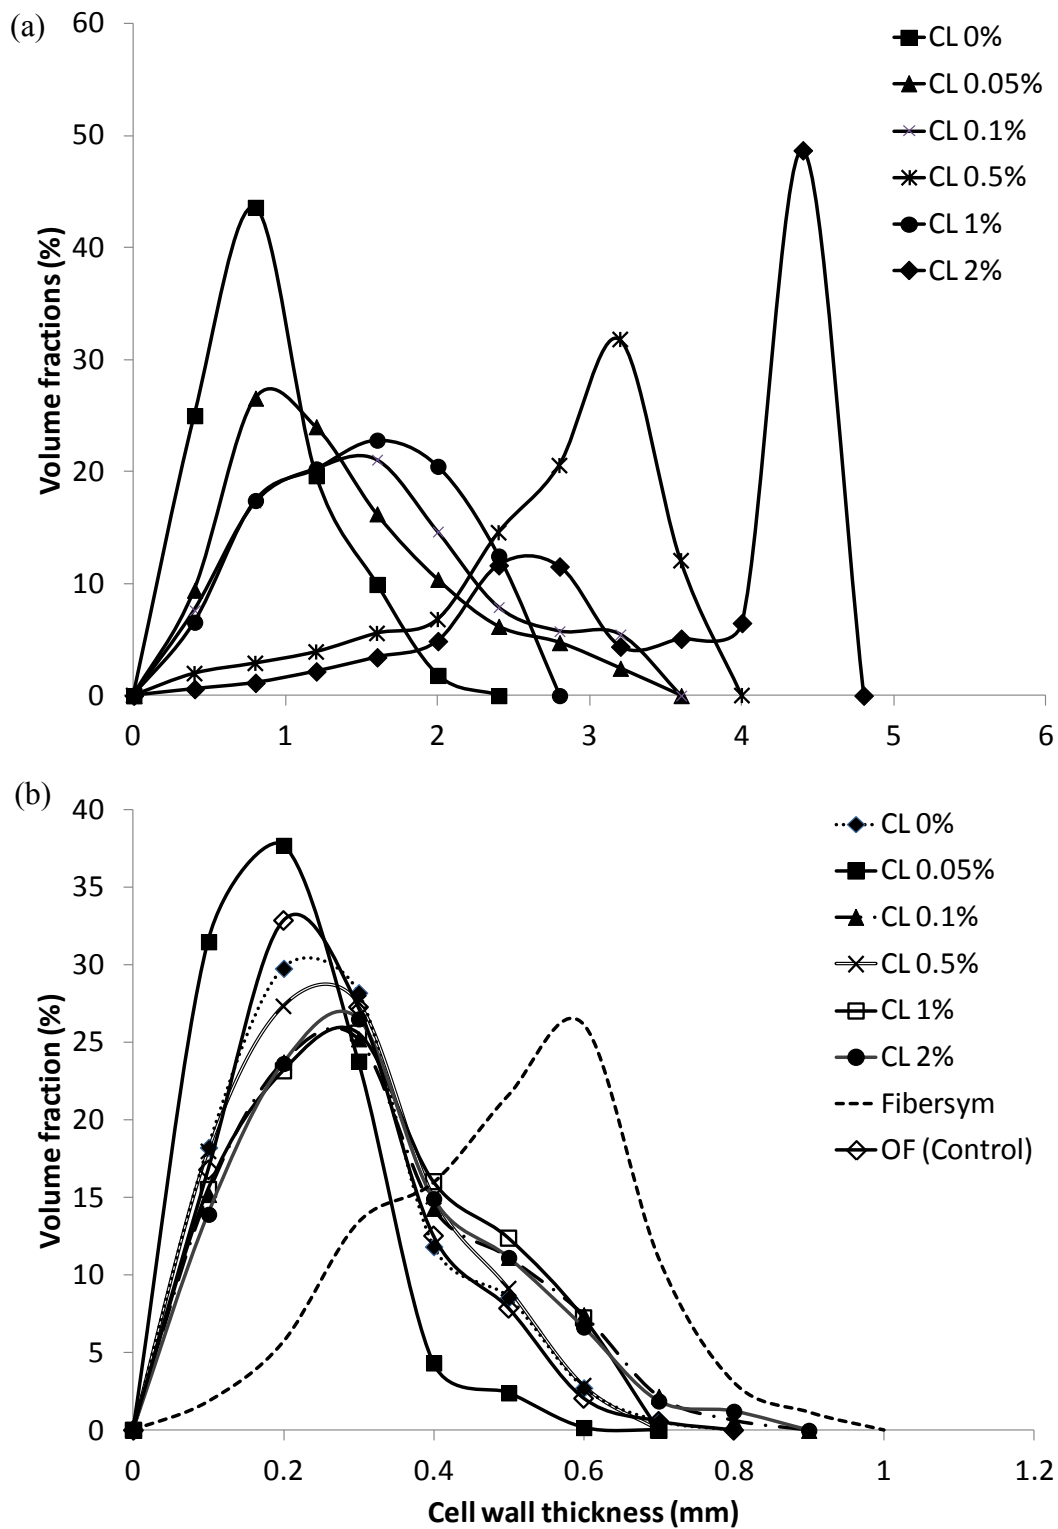 (a)
60
50
40
30
20
10
0
Volume fractions (%)
0 1 2 3 4 5 6
CL 0%
CL 0.05%
CL 0.1%
CL 0.5%
CL 1%
CL 2%
(b)
40
35
30
25
20
15
10
5
0
Volume fraction (%)
0 0.2 0.4 0.6 0.8 1 1.2
Cell wall thickness (mm)
CL 0%
CL 0.05%
CL 0.1%
CL 0.5%
CL 1%
CL 2%
Fibersym
OF (Control)